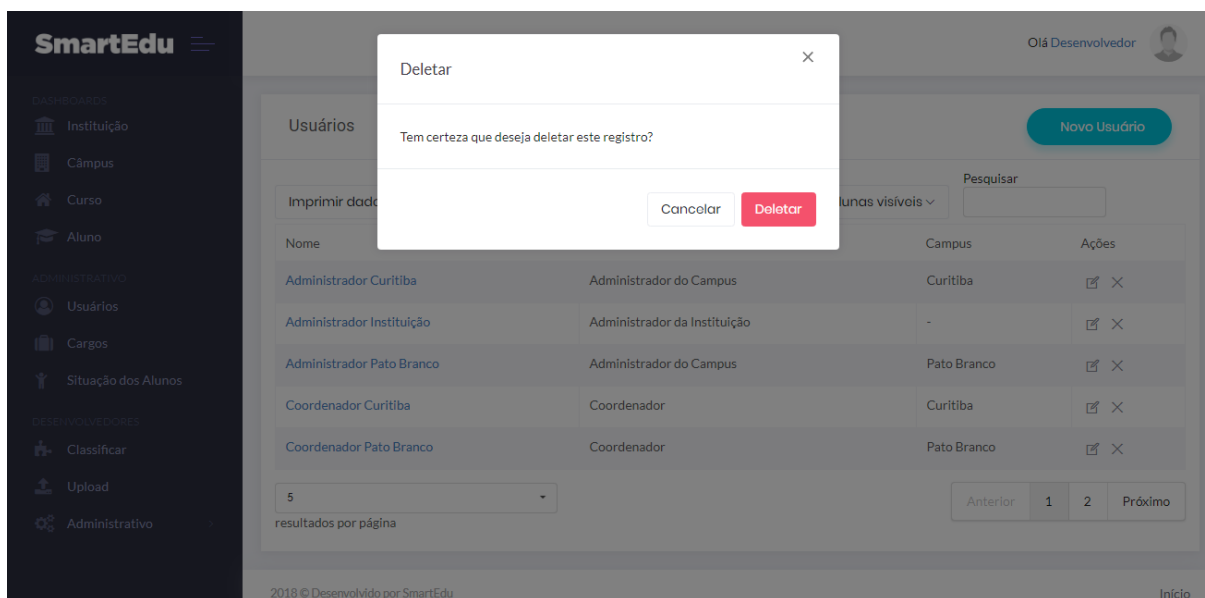 SmartEdu
Olá Desenvolvedor
DASHBOARDS
Instituição
Câmpus
Curso
Aluno
ADMINISTRATIVO
Usuários
Cargos
Situação dos Alunos
DESENVOLVEDORES
Classificar
Upload
Administrativo
Deletar
Tem certeza que deseja deletar este registro?
Cancelar Deletar
Usuários Novo Usuário
Pesquisar
Imprimir visíveis
Nome Campus Ações
Administrador Curitiba Administrador do Campus Curitiba
Administrador Instituição Administrador da Instituição -
Administrador Pato Branco Administrador do Campus Pato Branco
Coordenador Curitiba Coordenador Curitiba
Coordenador Pato Branco Coordenador Pato Branco
5
resultados por página
Anterior 1 2 Próximo
2018 © Desenvolvido por SmartEdu Início